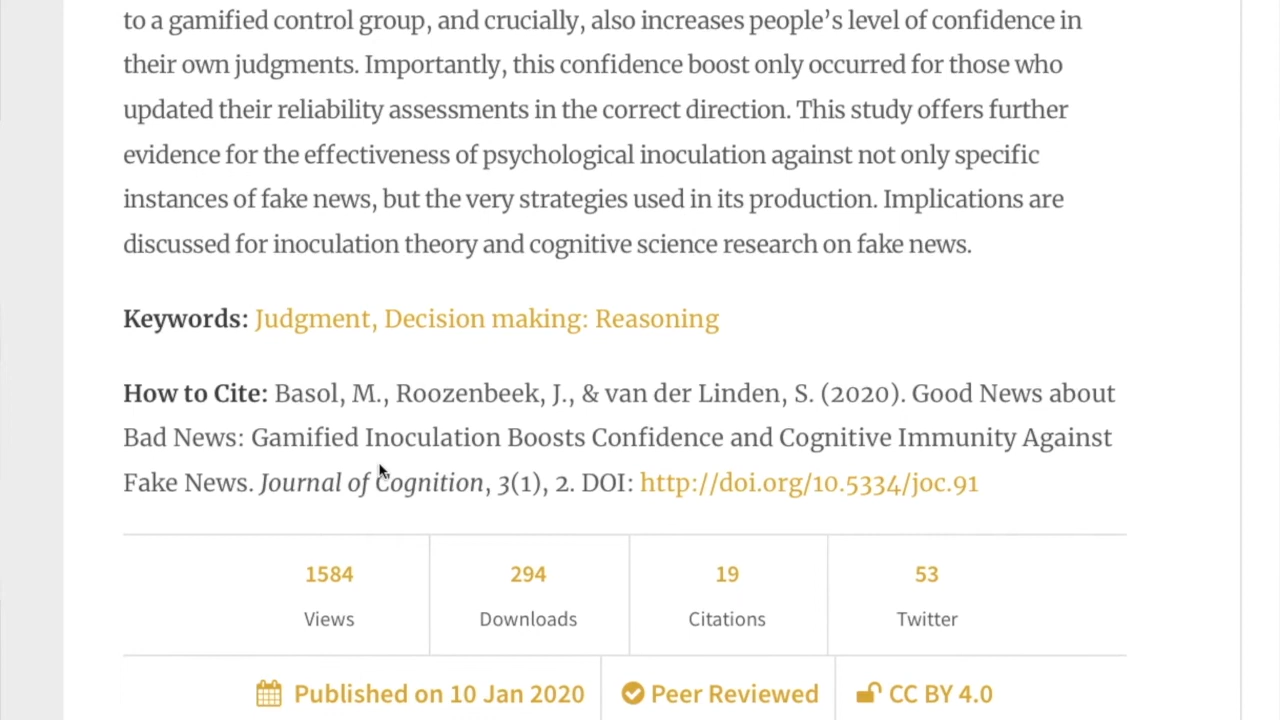 to a gamified control group, and crucially, also increases people’s level of confidence in
their own judgments. Importantly, this confidence boost only occurred for those who
updated their reliability assessments in the correct direction. This study offers further
evidence for the effectiveness of psychological inoculation against not only specific
instances of fake news, but the very strategies used in its production. Implications are
discussed for inoculation theory and cognitive science research on fake news.
Keywords: Judgment, Decision making: Reasoning
How to Cite: Basol, M., Roozenbeek, J., & van der Linden, S. (2020). Good News about
Bad News: Gamified Inoculation Boosts Confidence and Cognitive Immunity Against
Fake News. Journal of Cognition, 3(1), 2. DOI: http://doi.org/10.5334/joc.91
1584 294 19 53
Views Downloads Citations Twitter
Published on 10 Jan 2020 Peer Reviewed CC BY 4.0